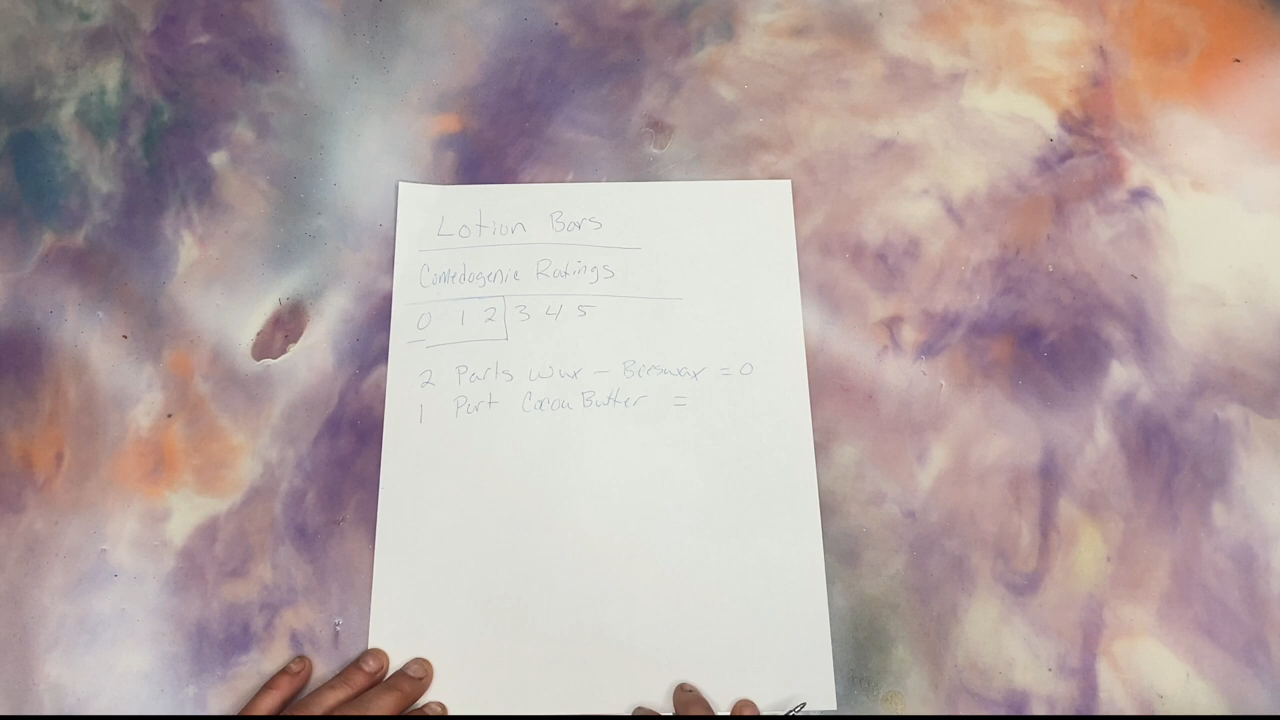 Lotion Bars
Comedogenic Ratings
0 1 2 3 4 5
2 Parts Wax - Beeswax = 0
1 Part Cocoa Butter =